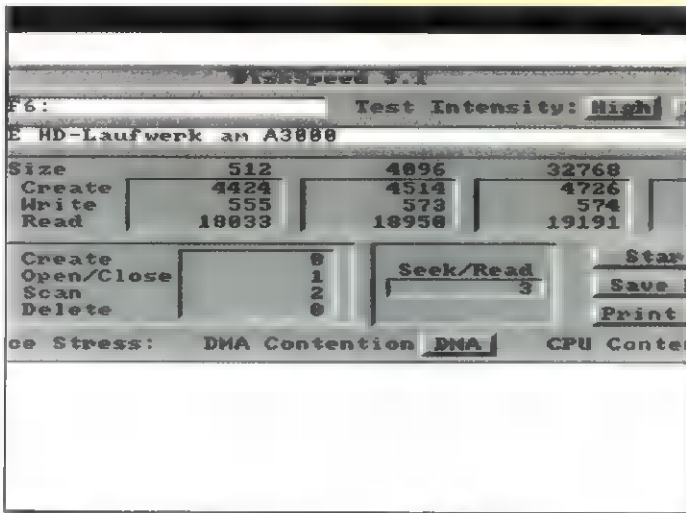 DiskSpeed 3.1
F6: Test Intensity: High
E HD-Laufwerk an A3000
Size 512 4096 32768
Create 4424 4514 4726
Write 555 573 574
Read 18033 18950 19191
Create 0
Open/Close 1
Scan 2
Delete 0
Seek/Read
3
Star
Save
Print
ce Stress: DMA Contention DMA CPU Conte